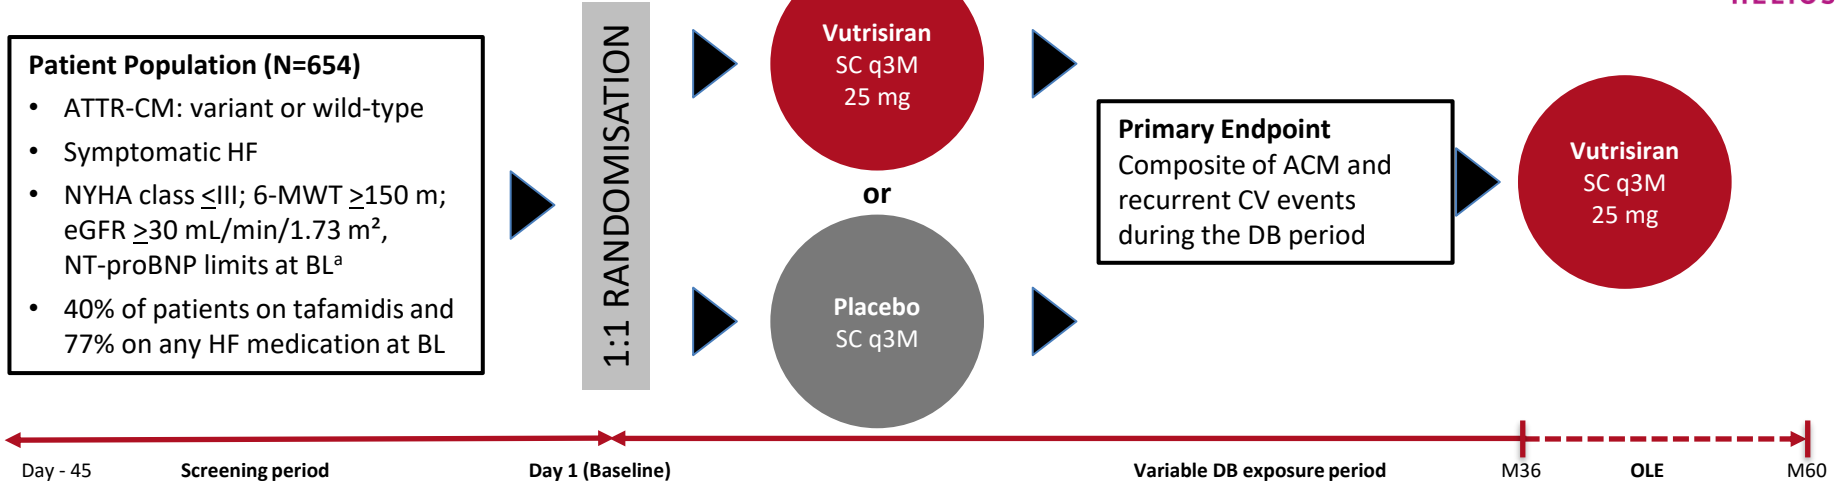 Patient Population (N=654)
• ATTR-CM: variant or wild-type
• Symptomatic HF
• NYHA class ≤III; 6-MWT ≥150 m;
eGFR ≥30 mL/min/1.73 m²,
NT-proBNP limits at BLᵃ
• 40% of patients on tafamidis and
77% on any HF medication at BL
1:1 RANDOMISATION
Vutrisiran
SC q3M
25 mg
or
Placebo
SC q3M
Primary Endpoint
Composite of ACM and
recurrent CV events
during the DB period
Vutrisiran
SC q3M
25 mg
Day - 45
Screening period
Day 1 (Baseline)
Variable DB exposure period
M36
OLE
M60